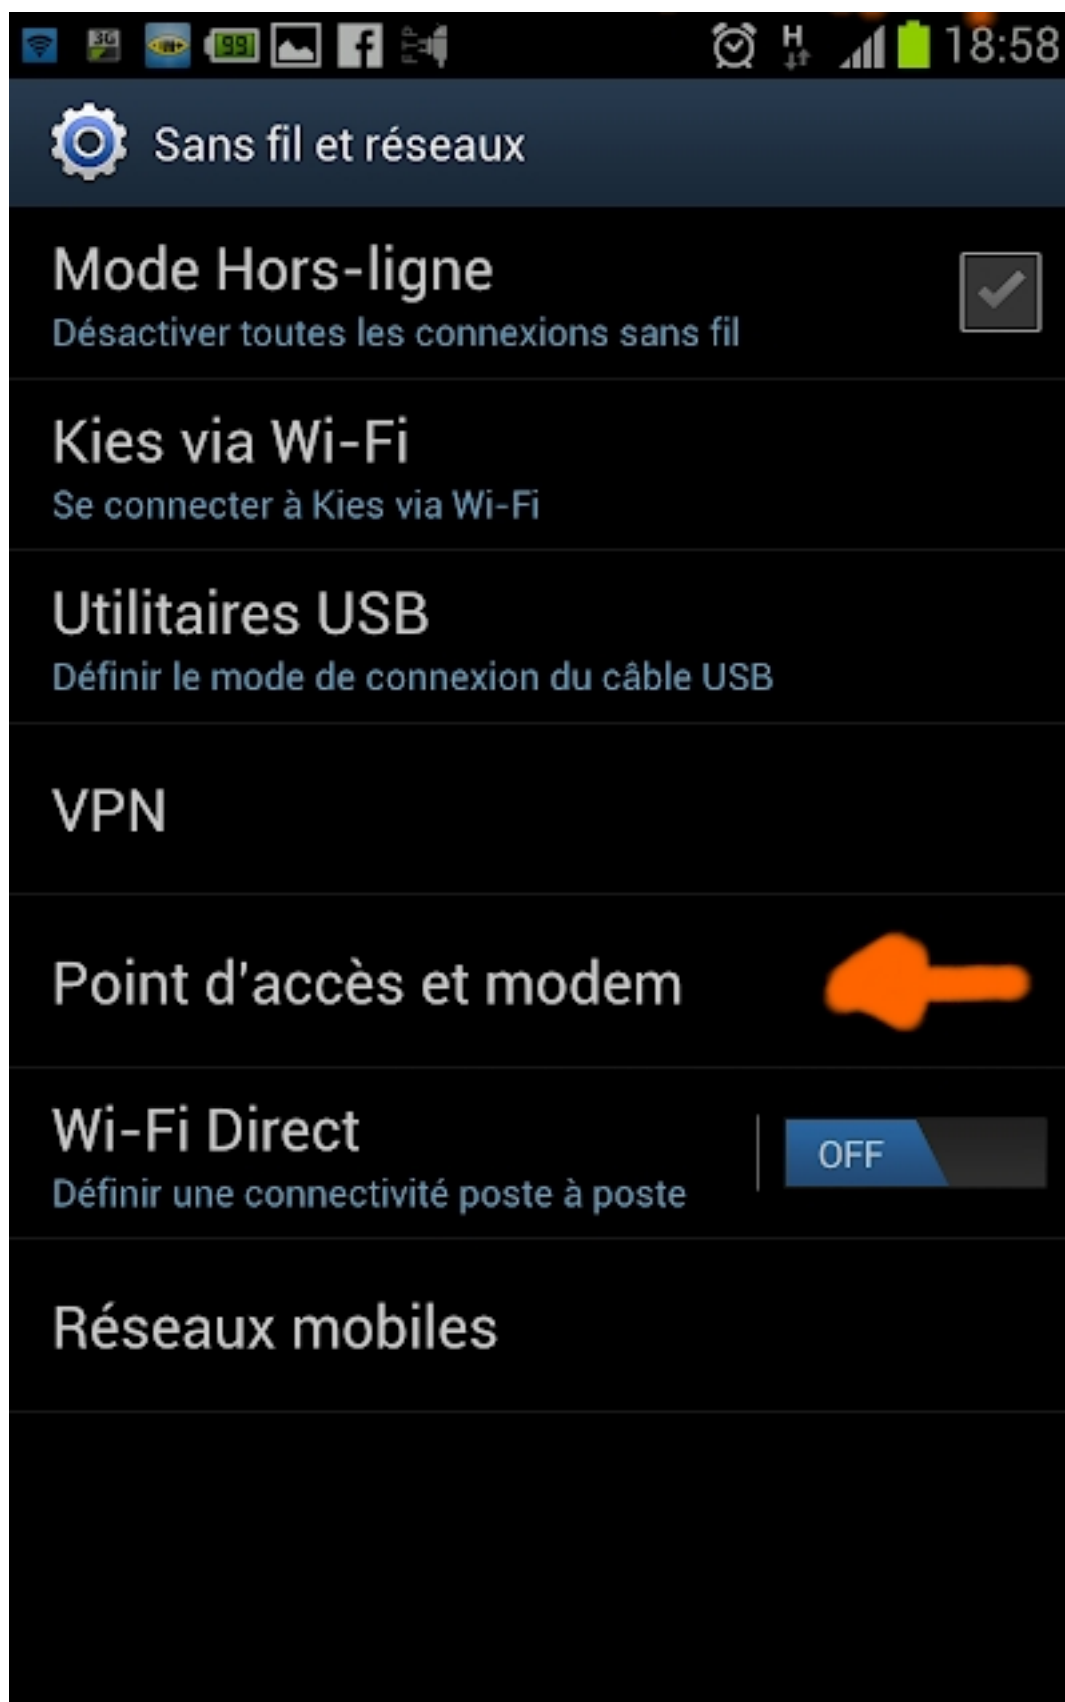 3G
99
H
18:58
Sans fil et réseaux
Mode Hors-ligne
Désactiver toutes les connexions sans fil
Kies via Wi-Fi
Se connecter à Kies via Wi-Fi
Utilitaires USB
Définir le mode de connexion du câble USB
VPN
Point d'accès et modem
Wi-Fi Direct
OFF
Définir une connectivité poste à poste
Réseaux mobiles